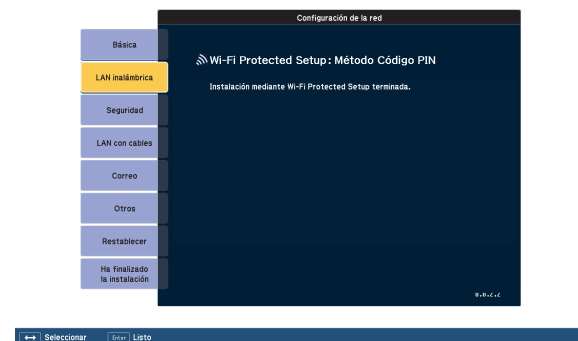 Configuración de la red
Básica
LAN inalámbrica
Seguridad
LAN con cables
Correo
Otros
Restablecer
Ha finalizado
la instalación
Wi-Fi Protected Setup: Método Código PIN
Instalación mediante Wi-Fi Protected Setup terminada.
Seleccionar
Enter Listo